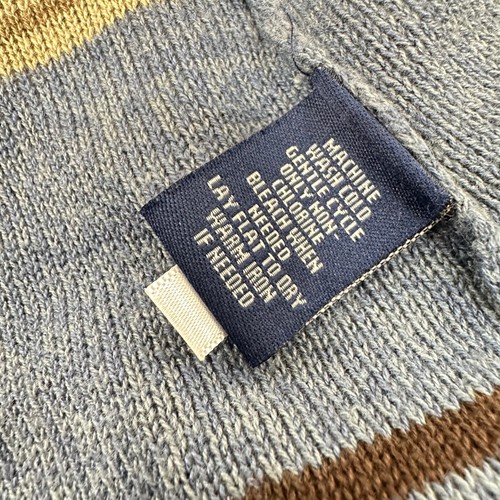 MACHINE
WASH COLD
GENTLE CYCLE
ONLY NON-
CHLORINE
BLEACH WHEN
NEEDED
LAY FLAT TO DRY
WARM IRON
IF NEEDED